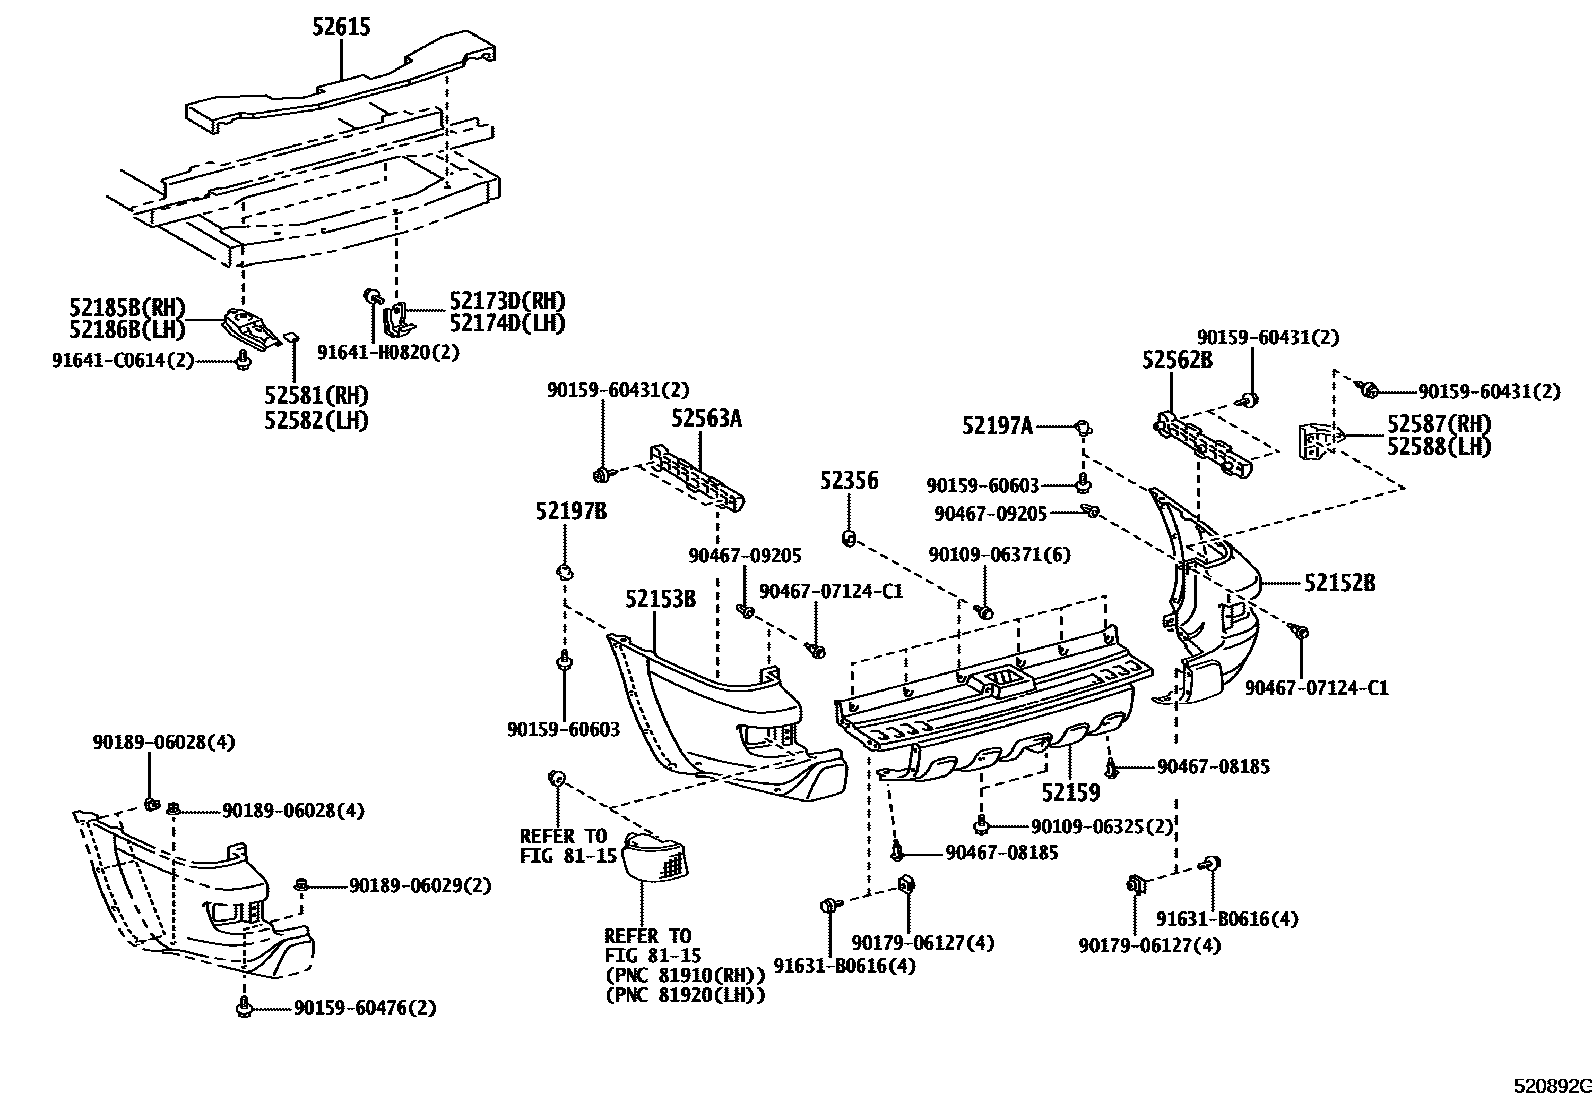 52615
52185B(RH)
52186B(LH)
91641-C0614(2)
52581(RH)
52582(LH)
91641-H0820(2)
52173D(RH)
52174D(LH)
90159-60431(2)
52563A
52197B
90467-09205
90467-07124-C1
52153B
90159-60603
52356
90109-06371(6)
52197A
90159-60603
90467-09205
90159-60431(2)
52562B
90159-60431(2)
52587(RH)
52588(LH)
52152B
90467-07124-C1
90467-08185
52159
90109-06325(2)
90467-08185
90189-06028(4)
90189-06028(4)
90189-06029(2)
90159-60476(2)
REFER TO
FIG 81-15
REFER TO
FIG 81-15
(PNC 81910(RH))
(PNC 81920(LH))
90179-06127(4)
91631-B0616(4)
91631-B0616(4)
90179-06127(4)
520892C